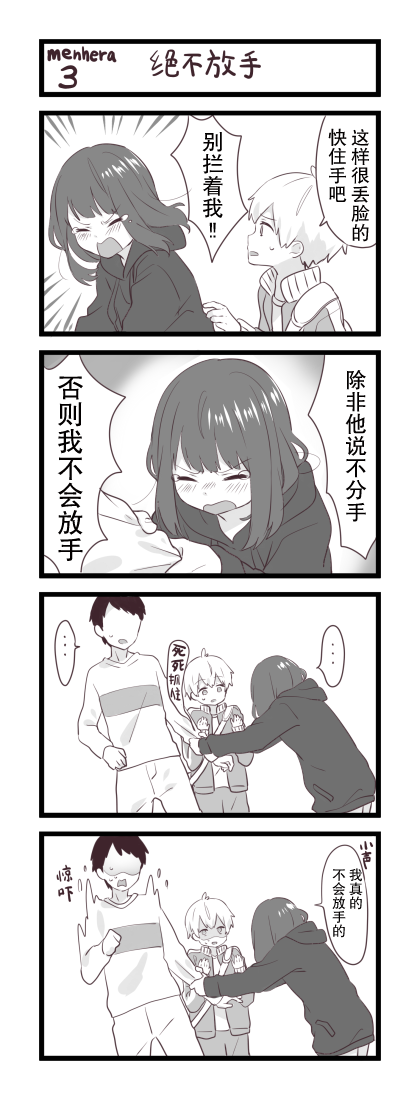 menhera
3
绝不放手
这样很丢脸的
快住手吧
别拦着我!!
除非他说不分手
否则我不会放手
...
死死
抓住
...
小声
我真的
不会放手的
惊
吓